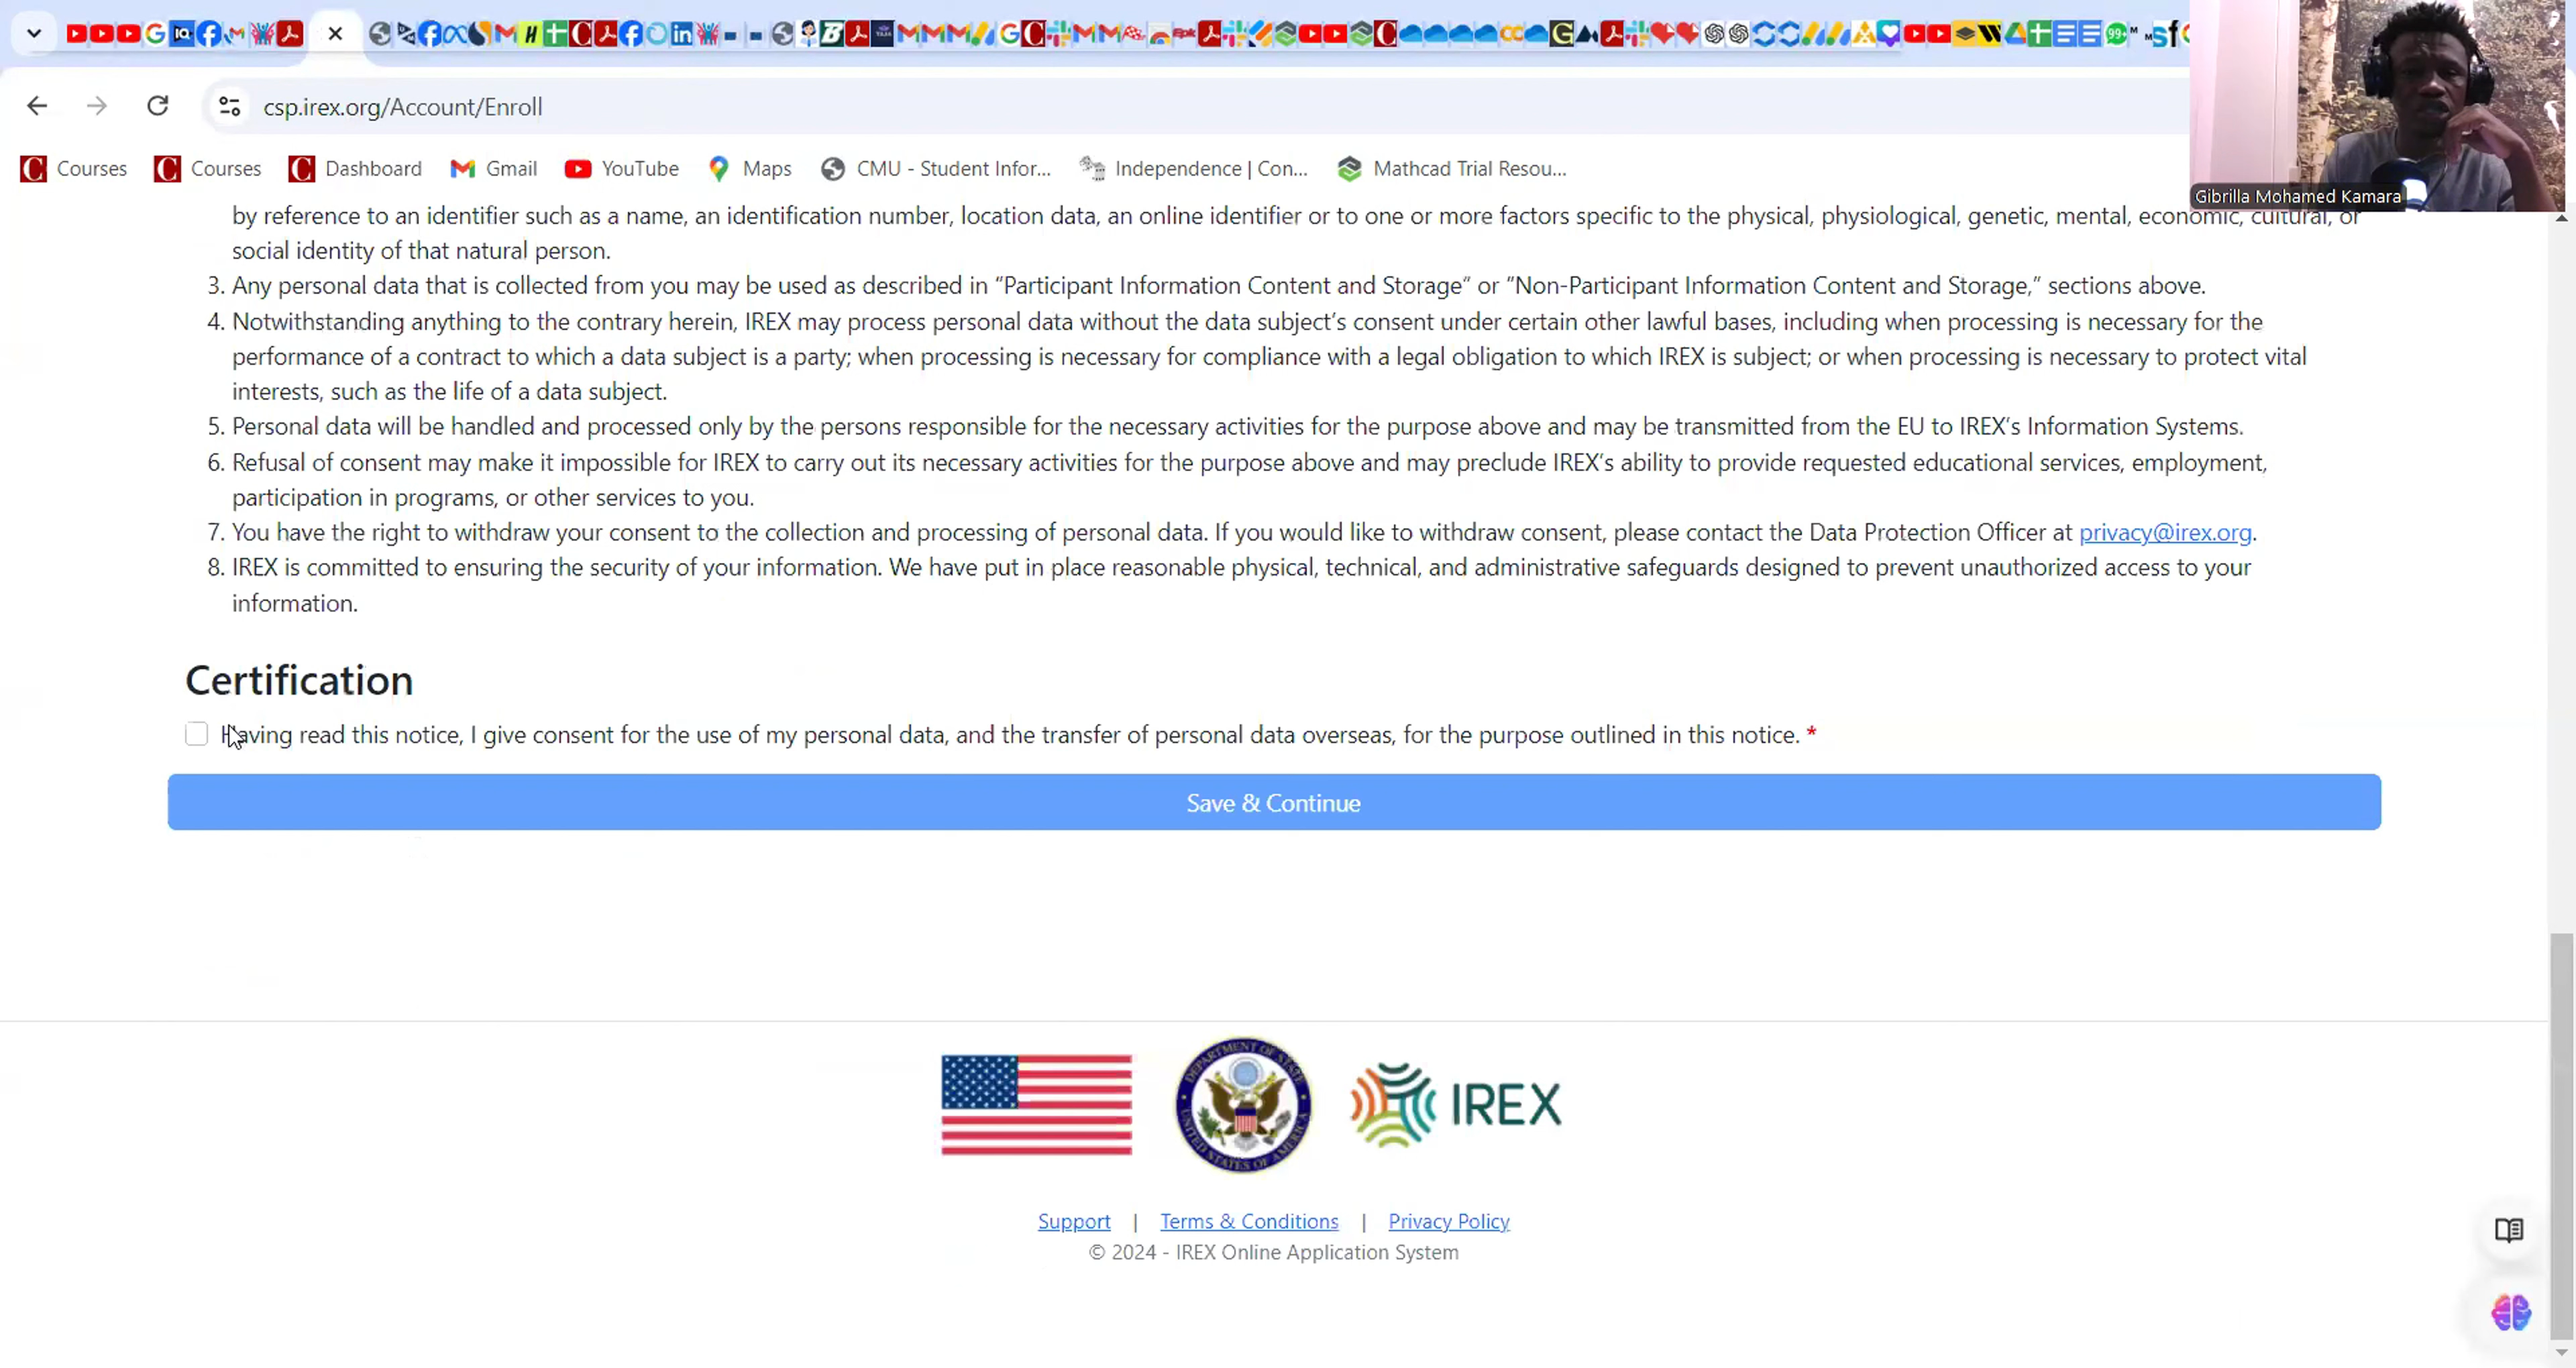 csp.irex.org/Account/Enroll
Courses
Courses
Dashboard
Gmail
YouTube
Maps
CMU - Student Infor...
Independence | Con...
Mathcad Trial Resou...
Gibrilla Mohamed Kamara
by reference to an identifier such as a name, an identification number, location data, an online identifier or to one or more factors specific to the physical, physiological, genetic, mental, economic, cultural, or
social identity of that natural person.
3. Any personal data that is collected from you may be used as described in “Participant Information Content and Storage” or “Non-Participant Information Content and Storage,” sections above.
4. Notwithstanding anything to the contrary herein, IREX may process personal data without the data subject’s consent under certain other lawful bases, including when processing is necessary for the
performance of a contract to which a data subject is a party; when processing is necessary for compliance with a legal obligation to which IREX is subject; or when processing is necessary to protect vital
interests, such as the life of a data subject.
5. Personal data will be handled and processed only by the persons responsible for the necessary activities for the purpose above and may be transmitted from the EU to IREX’s Information Systems.
6. Refusal of consent may make it impossible for IREX to carry out its necessary activities for the purpose above and may preclude IREX’s ability to provide requested educational services, employment,
participation in programs, or other services to you.
7. You have the right to withdraw your consent to the collection and processing of personal data. If you would like to withdraw consent, please contact the Data Protection Officer at privacy@irex.org.
8. IREX is committed to ensuring the security of your information. We have put in place reasonable physical, technical, and administrative safeguards designed to prevent unauthorized access to your
information.
Certification
Having read this notice, I give consent for the use of my personal data, and the transfer of personal data overseas, for the purpose outlined in this notice. *
Save & Continue
DEPARTMENT OF STATE
UNITED STATES OF AMERICA
IREX
Support | Terms & Conditions | Privacy Policy
© 2024 - IREX Online Application System